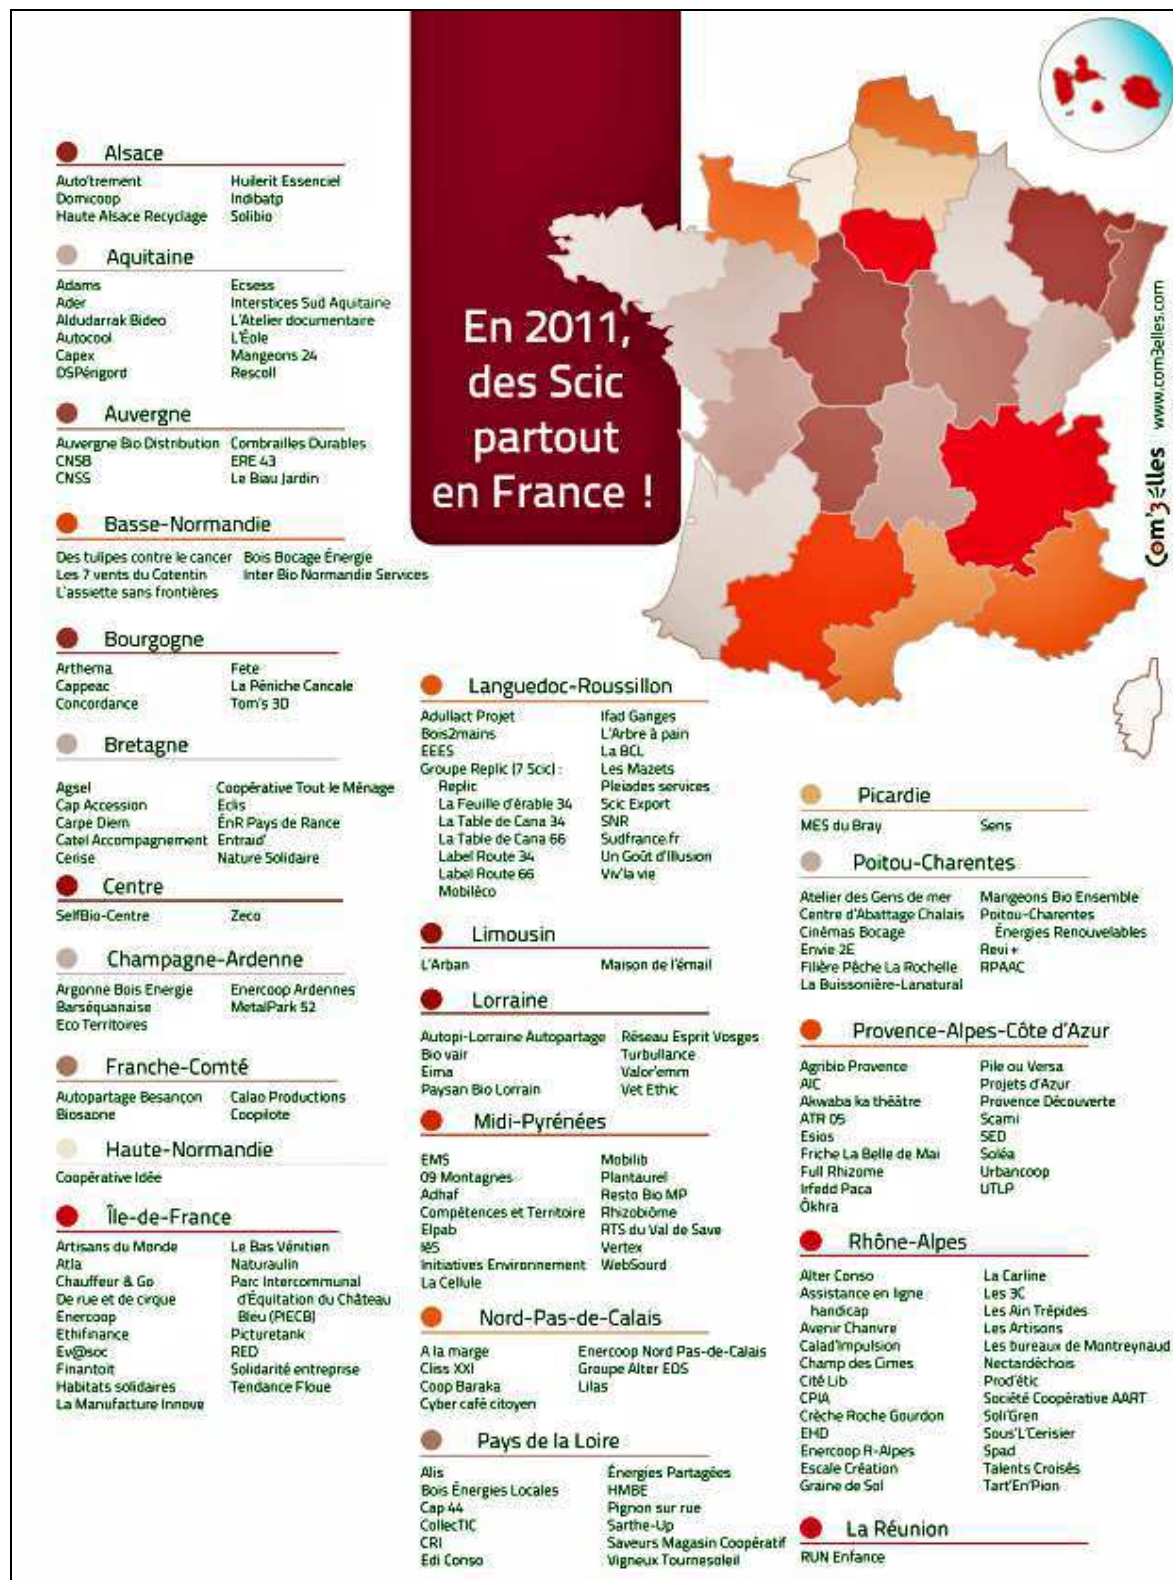 En 2011,
des Scic
partout
en France !
www.com3elles.com
Com'3 elles
Alsace
Auto'trement
Domicoop
Haute Alsace Recyclage
Huilerit Essenciel
Indibatp
Solibio
Aquitaine
Adams
Ader
Aldudarrak Bideo
Autocool
Capex
DSPérigord
Ecsess
Interstices Sud Aquitaine
L'Atelier documentaire
L'Éole
Mangeons 24
Rescoll
Auvergne
Auvergne Bio Distribution
CNSB
CNSS
Combrailles Durables
ERE 43
Le Biau Jardin
Basse-Normandie
Des tulipes contre le cancer
Les 7 vents du Cotentin
L'assiette sans frontières
Bois Bocage Énergie
Inter Bio Normandie Services
Bourgogne
Arthema
Cappeac
Concordance
Fete
La Péniche Cancale
Tom's 3D
Bretagne
Agsel
Cap Accession
Carpe Diem
Catel Accompagnement
Cerise
Coopérative Tout le Ménage
Eclis
ÉnR Pays de Rance
Entraid'
Nature Solidaire
Centre
SelfBio-Centre
Zeco
Champagne-Ardenne
Argonne Bois Energie
Barséquanaise
Eco Territoires
Enercoop Ardennes
MetalPark 52
Franche-Comté
Autopartage Besançon
Biosaone
Calao Productions
Coopilote
Haute-Normandie
Coopérative Idée
Île-de-France
Artisans du Monde
Atla
Chauffeur & Go
De rue et de cirque
Enercoop
Ethifinance
Ev@soc
Finantoit
Habitats solidaires
La Manufacture Innove
Le Bas Vénitien
Naturaulin
Parc Intercommunal
d'Équitation du Château
Bleu (PIECB)
Picturetank
RED
Solidarité entreprise
Tendance Floue
Languedoc-Roussillon
Adullact Projet
Bois2mains
EEES
Groupe Replic (7 Scic) :
Replic
La Feuille d'érable 34
La Table de Cana 34
La Table de Cana 66
Label Route 34
Label Route 66
Mobiléco
Ifad Ganges
L'Arbre à pain
La BCL
Les Mazets
Pleiades services
Scic Export
SNR
Sudfrance.fr
Un Goût d'Illusion
Viv'la vie
Limousin
L'Arban
Maison de l'émail
Lorraine
Autopi-Lorraine Autopartage
Bio vair
Eima
Paysan Bio Lorrain
Réseau Esprit Vosges
Turbullance
Valor'emm
Vet Ethic
Midi-Pyrénées
EMS
09 Montagnes
Adhaf
Compétences et Territoire
Elpab
IéS
Initiatives Environnement
La Cellule
Mobilib
Plantaurel
Resto Bio MP
Rhizobiôme
RTS du Val de Save
Vertex
WebSourd
Nord-Pas-de-Calais
A la marge
Cliss XXI
Coop Baraka
Cyber café citoyen
Enercoop Nord Pas-de-Calais
Groupe Alter EOS
Lilas
Pays de la Loire
Alis
Bois Énergies Locales
Cap 44
CollecTIC
CRI
Edi Conso
Énergies Partagées
HMBE
Pignon sur rue
Sarthe-Up
Saveurs Magasin Coopératif
Vigneux Tournesoleil
Picardie
MES du Bray
Sens
Poitou-Charentes
Atelier des Gens de mer
Centre d'Abattage Chalais
Cinémas Bocage
Envie 2E
Filière Pêche La Rochelle
La Buissonière-Lanatural
Mangeons Bio Ensemble
Poitou-Charentes
Énergies Renouvelables
Revi +
RPAAC
Provence-Alpes-Côte d'Azur
Agribio Provence
AIC
Akwaba ka théâtre
ATR 05
Esios
Friche La Belle de Mai
Full Rhizome
Irfedd Paca
Ôkhra
Pile ou Versa
Projets d'Azur
Provence Découverte
Scami
SED
Soléa
Urbancoop
UTLP
Rhône-Alpes
Alter Conso
Assistance en ligne
handicap
Avenir Chanvre
Calad'Impulsion
Champ des Cimes
Cité Lib
CPIA
Crèche Roche Gourdon
EHD
Enercoop R-Alpes
Escale Création
Graine de Sol
La Carline
Les 3C
Les Ain Trépides
Les Artisons
Les bureaux de Montreynaud
Nectardéchois
Prod'étic
Société Coopérative AART
Soli'Gren
Sous'L'Cerisier
Spad
Talents Croisés
Tart'En'Pion
La Réunion
RUN Enfance